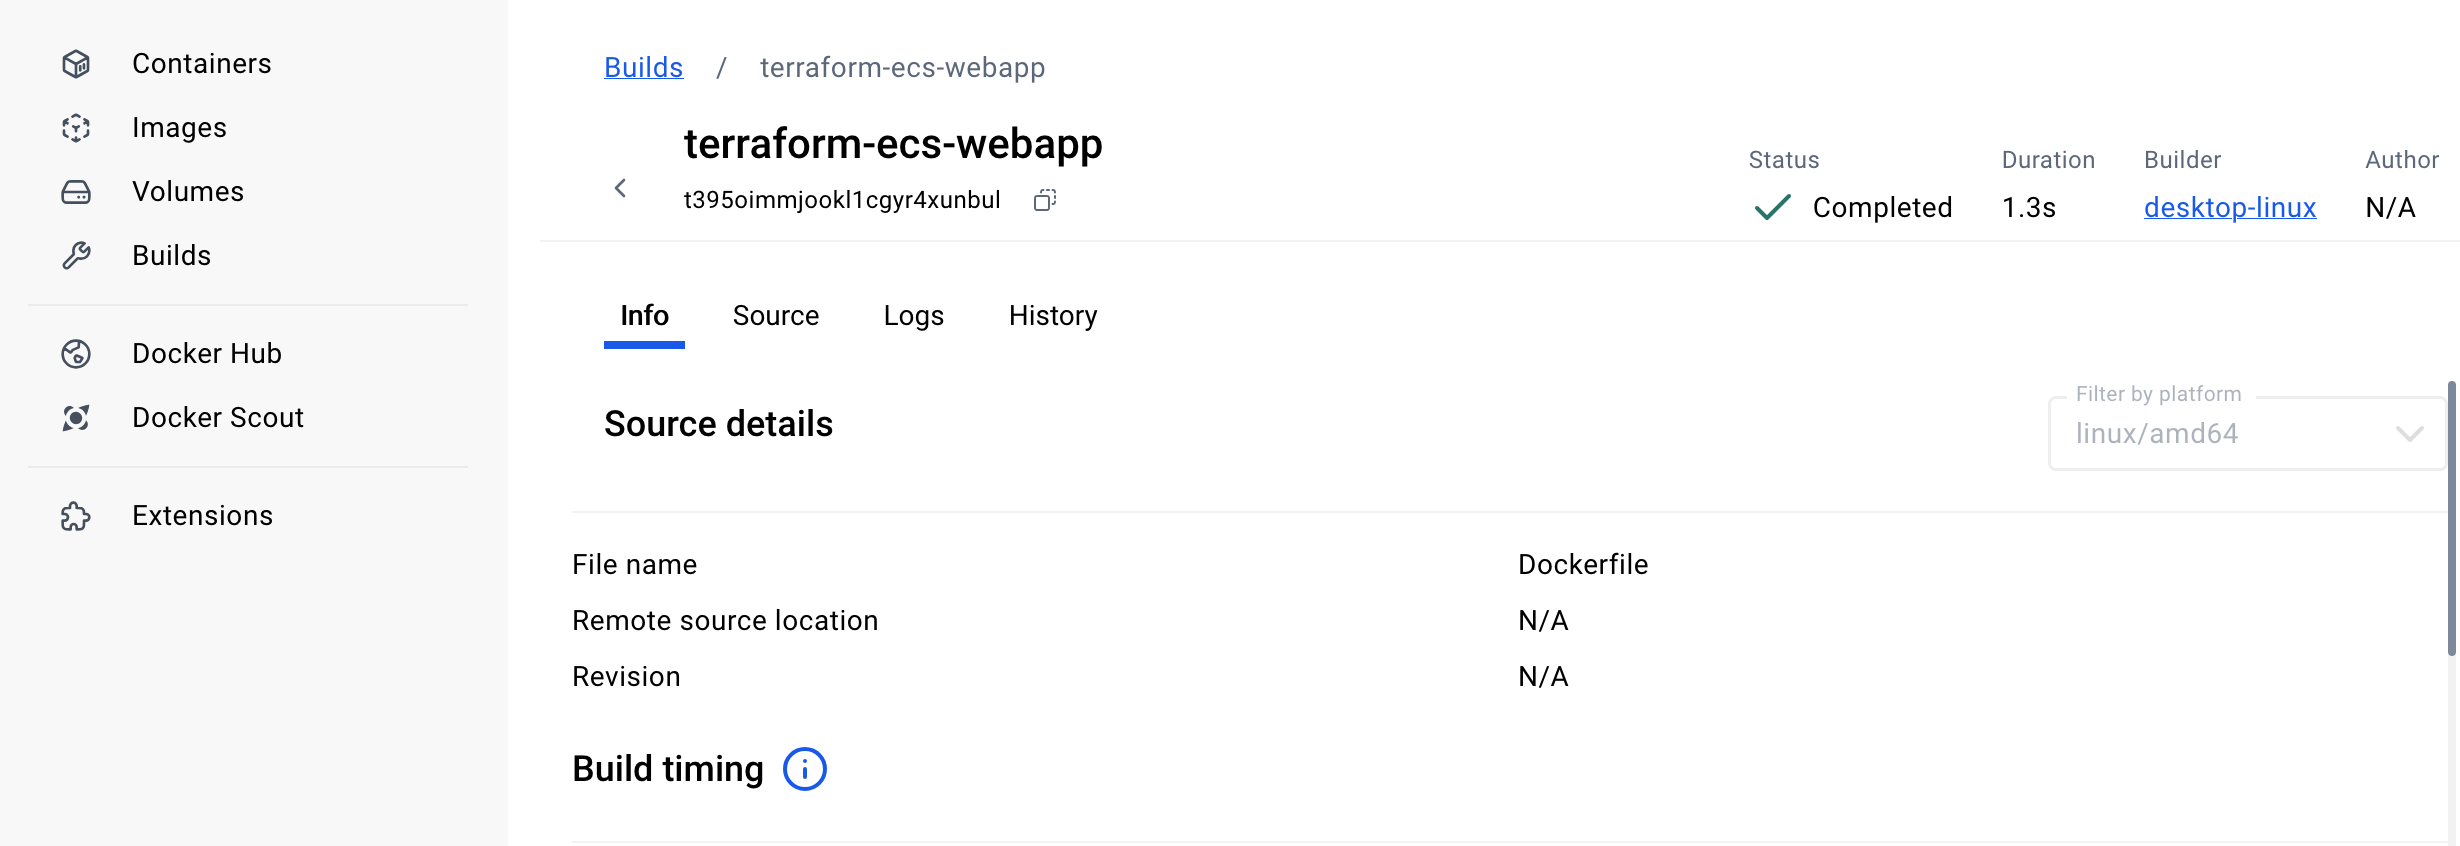 Containers
Images
Volumes
Builds
Docker Hub
Docker Scout
Extensions
Builds / terraform-ecs-webapp
terraform-ecs-webapp
t395oimmjookl1cgyr4xunbul
Status
Completed
Duration
1.3s
Builder
desktop-linux
Author
N/A
Info Source Logs History
Source details
Filter by platform
linux/amd64
File name Dockerfile
Remote source location N/A
Revision N/A
Build timing